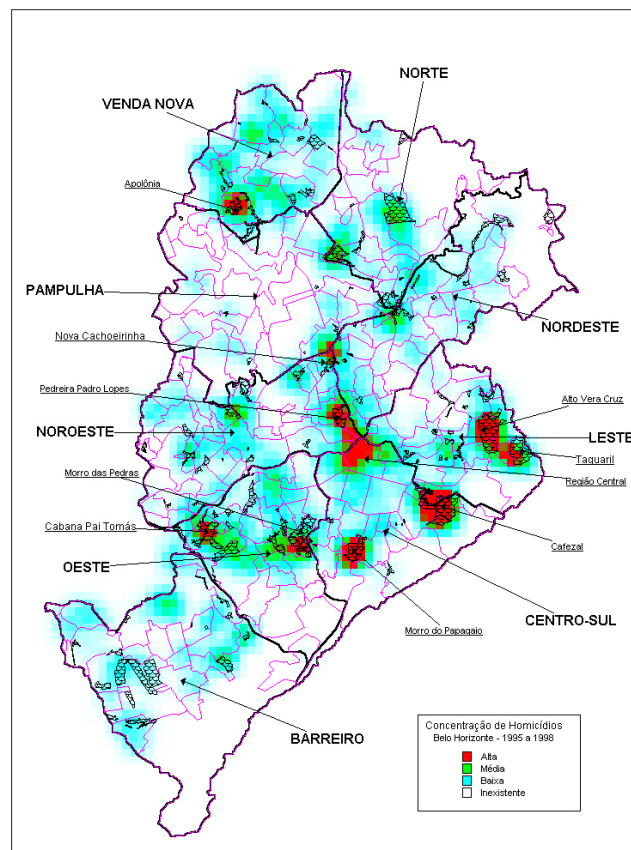 NORTE
VENDA NOVA
Apolônia
PAMPULHA
NORDESTE
Nova Cachoeirinha
Pedreira Padro Lopes
Alto Vera Cruz
NOROESTE
LESTE
Taquaril
Morro das Pedras
Região Central
Cabana Pai Tomás
Cafezal
OESTE
CENTRO-SUL
Morro do Papagaio
BARREIRO
Concentração de Homicídios
Belo Horizonte - 1995 a 1998
Alta
Média
Baixa
Inexistente